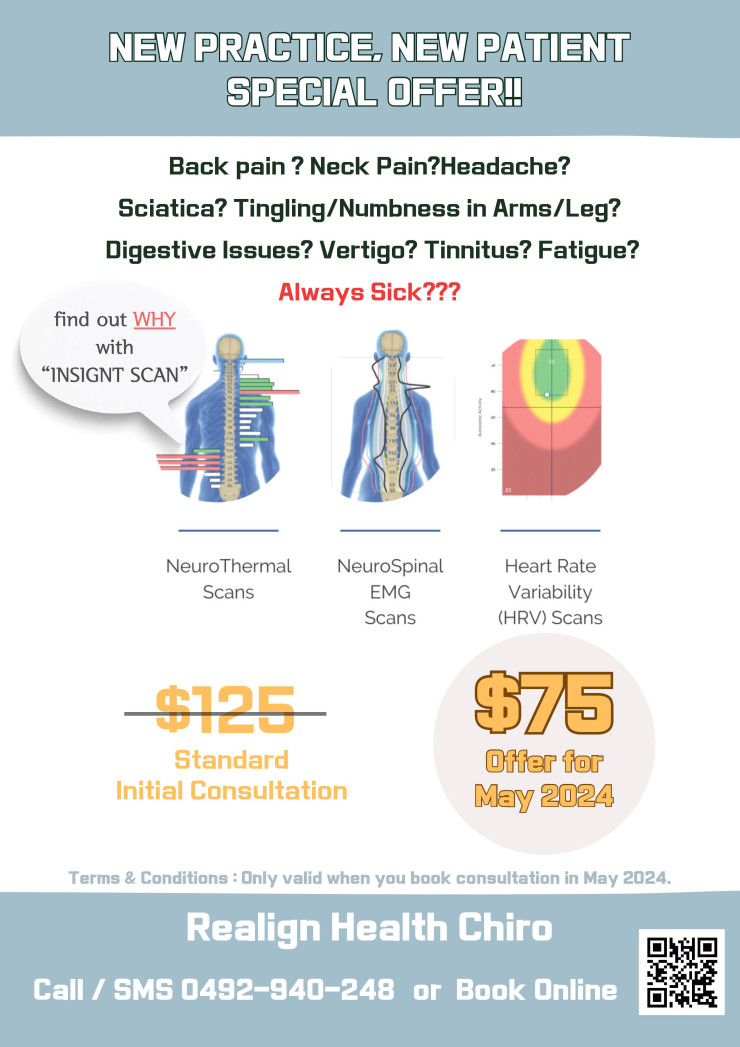 NEW PRACTICE, NEW PATIENT
SPECIAL OFFER!!
Back pain ? Neck Pain?Headache?
Sciatica? Tingling/Numbness in Arms/Leg?
Digestive Issues? Vertigo? Tinnitus? Fatigue?
Always Sick???
find out WHY
with
“INSIGNT SCAN”
Autonomic Activity
23
NeuroThermal
Scans
NeuroSpinal
EMG
Scans
Heart Rate
Variability
(HRV) Scans
$125
Standard
Initial Consultation
$75
Offer for
May 2024
Terms & Conditions : Only valid when you book consultation in May 2024.
Realign Health Chiro
Call / SMS 0492-940-248 or Book Online